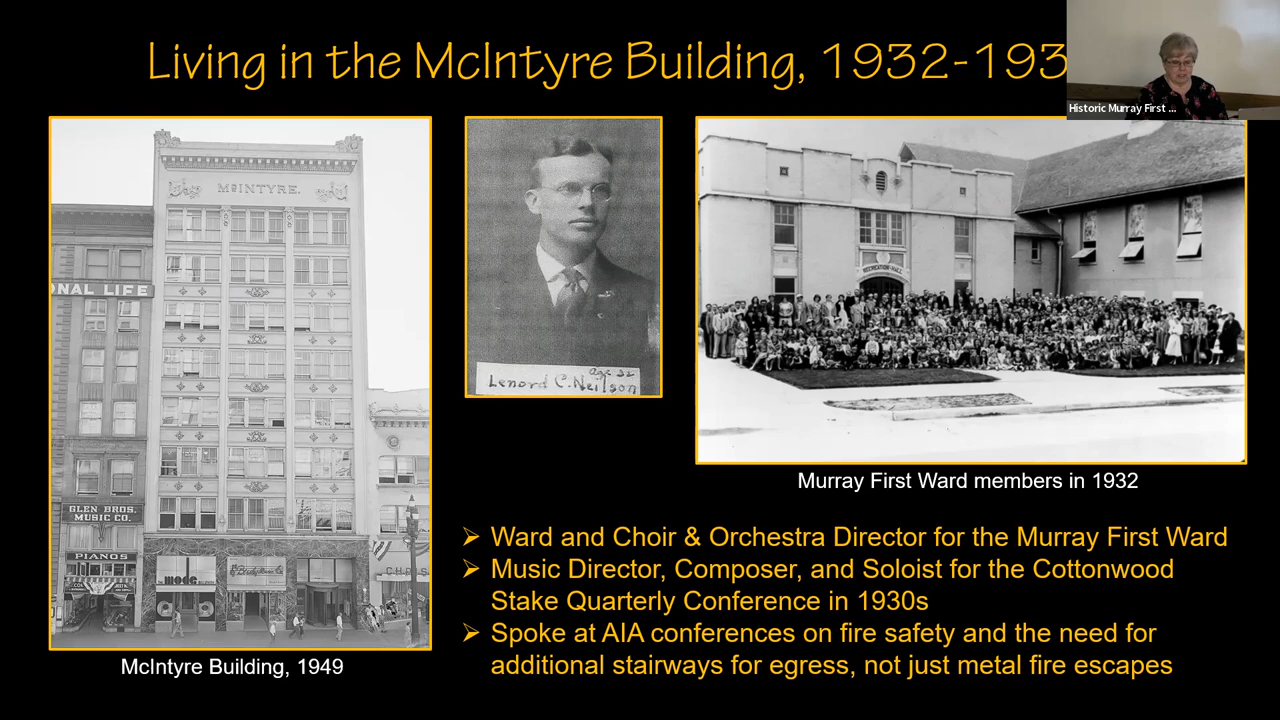 Living in the McIntyre Building, 1932-193
Historic Murray First ...
McINTYRE.
ONAL LIFE
GLEN BROS.
MUSIC CO.
PIANOS
mode
RECREATION HALL
Age 32
Lenord C. Neilson
Murray First Ward members in 1932
➢ Ward and Choir & Orchestra Director for the Murray First Ward
➢ Music Director, Composer, and Soloist for the Cottonwood
Stake Quarterly Conference in 1930s
➢ Spoke at AIA conferences on fire safety and the need for
additional stairways for egress, not just metal fire escapes
McIntyre Building, 1949